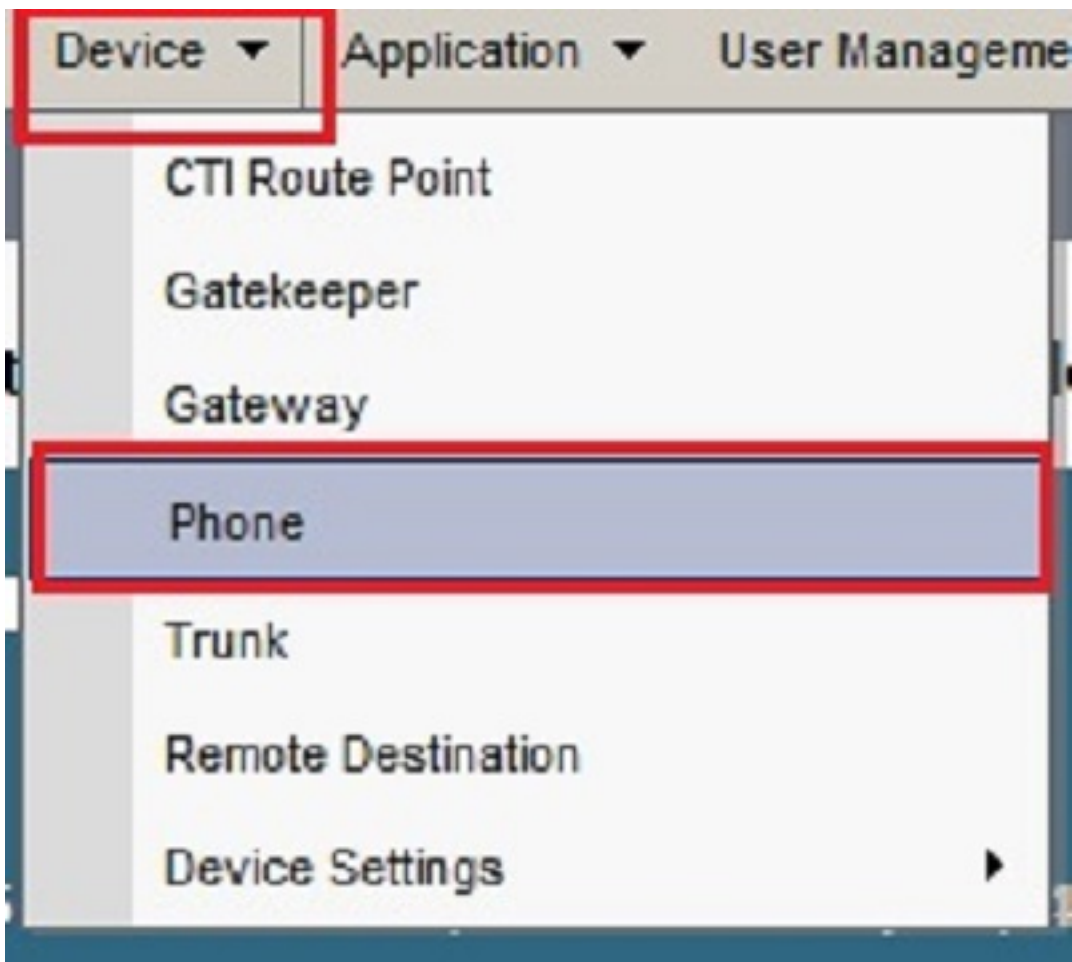 Device Application User Manageme
CTI Route Point
Gatekeeper
Gateway
Phone
Trunk
Remote Destination
Device Settings